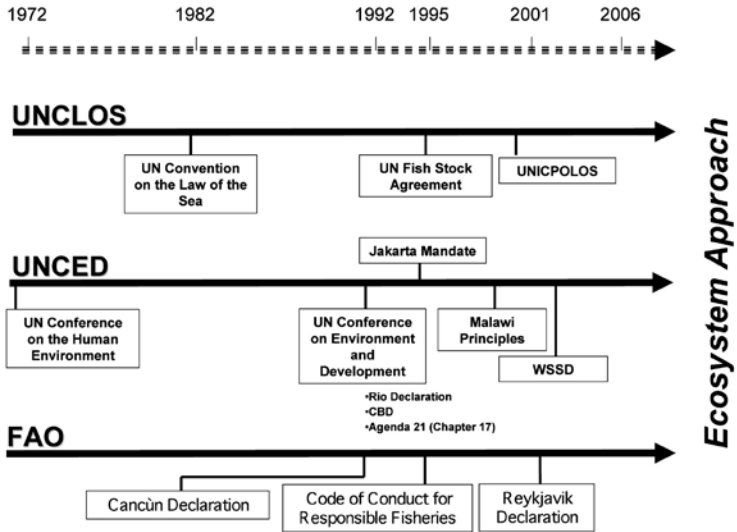 1972 1982 1992 1995 2001 2006
UNCLOS
UN Convention
on the Law of the
Sea
UN Fish Stock
Agreement
UNICPOLOS
Jakarta Mandate
UNCED
UN Conference
on the Human
Environment
UN Conference
on Environment
and
Development
Malawi
Principles
WSSD
•Rio Declaration
•CBD
•Agenda 21 (Chapter 17)
FAO
Cancùn Declaration
Code of Conduct for
Responsible Fisheries
Reykjavik
Declaration
Ecosystem Approach